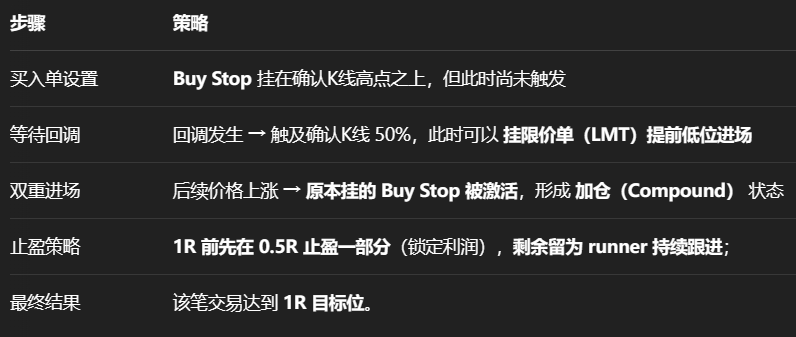 步骤 策略
买入单设置 Buy Stop 挂在确认K线高点之上，但此时尚未触发
等待回调 回调发生 → 触及确认K线 50%，此时可以 挂限价单（LMT）提前低位进场
双重进场 后续价格上涨 → 原本挂的 Buy Stop 被激活，形成 加仓（Compound） 状态
止盈策略 1R 前先在 0.5R 止盈一部分（锁定利润），剩余留为 runner 持续跟进；
最终结果 该笔交易达到 1R 目标位。